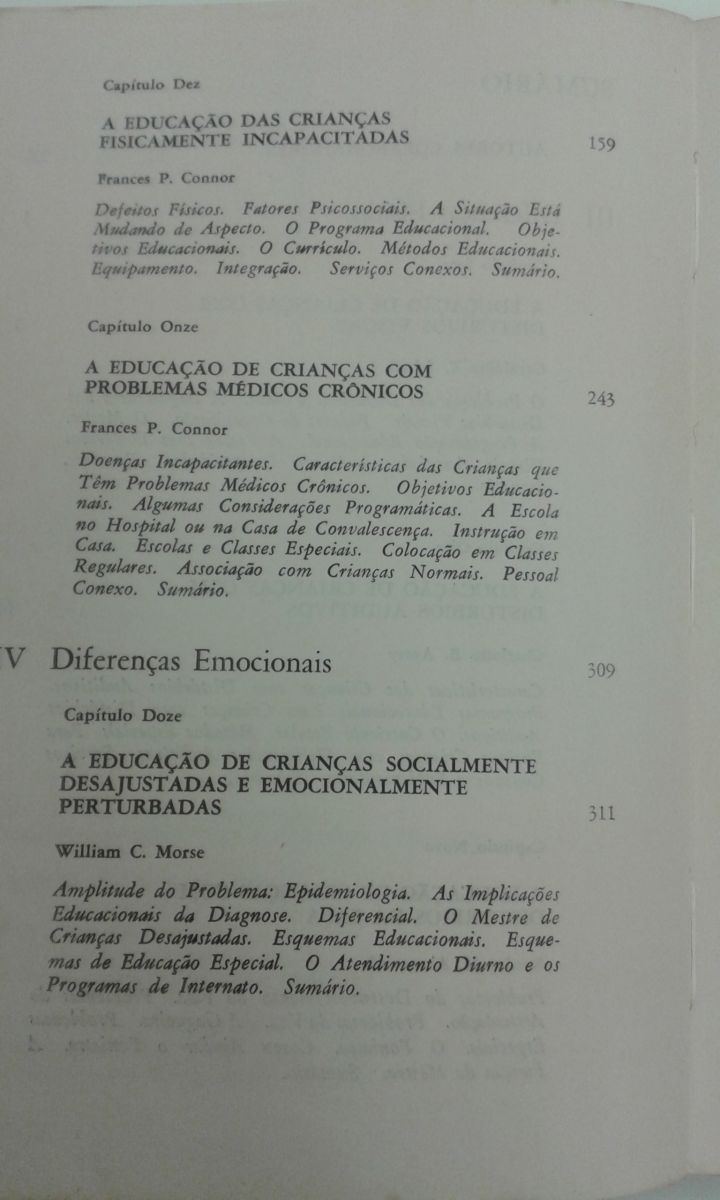 Capítulo Dez
A EDUCAÇÃO DAS CRIANÇAS
FISICAMENTE INCAPACITADAS 159
Frances P. Connor
Defeitos Físicos. Fatores Psicossociais. A Situação Está
Mudando de Aspecto. O Programa Educacional. Obje-
tivos Educacionais. O Currículo. Métodos Educacionais.
Equipamento. Integração. Serviços Conexos. Sumário.
Capítulo Onze
A EDUCAÇÃO DE CRIANÇAS COM
PROBLEMAS MÉDICOS CRÔNICOS 243
Frances P. Connor
Doenças Incapacitantes. Características das Crianças que
Têm Problemas Médicos Crônicos. Objetivos Educacio-
nais. Algumas Considerações Programáticas. A Escola
no Hospital ou na Casa de Convalescença. Instrução em
Casa. Escolas e Classes Especiais. Colocação em Classes
Regulares. Associação com Crianças Normais. Pessoal
Conexo. Sumário.
IV Diferenças Emocionais 309
Capítulo Doze
A EDUCAÇÃO DE CRIANÇAS SOCIALMENTE
DESAJUSTADAS E EMOCIONALMENTE
PERTURBADAS 311
William C. Morse
Amplitude do Problema: Epidemiologia. As Implicações
Educacionais da Diagnose. Diferencial. O Mestre de
Crianças Desajustadas. Esquemas Educacionais. Esque-
mas de Educação Especial. O Atendimento Diurno e os
Programas de Internato. Sumário.